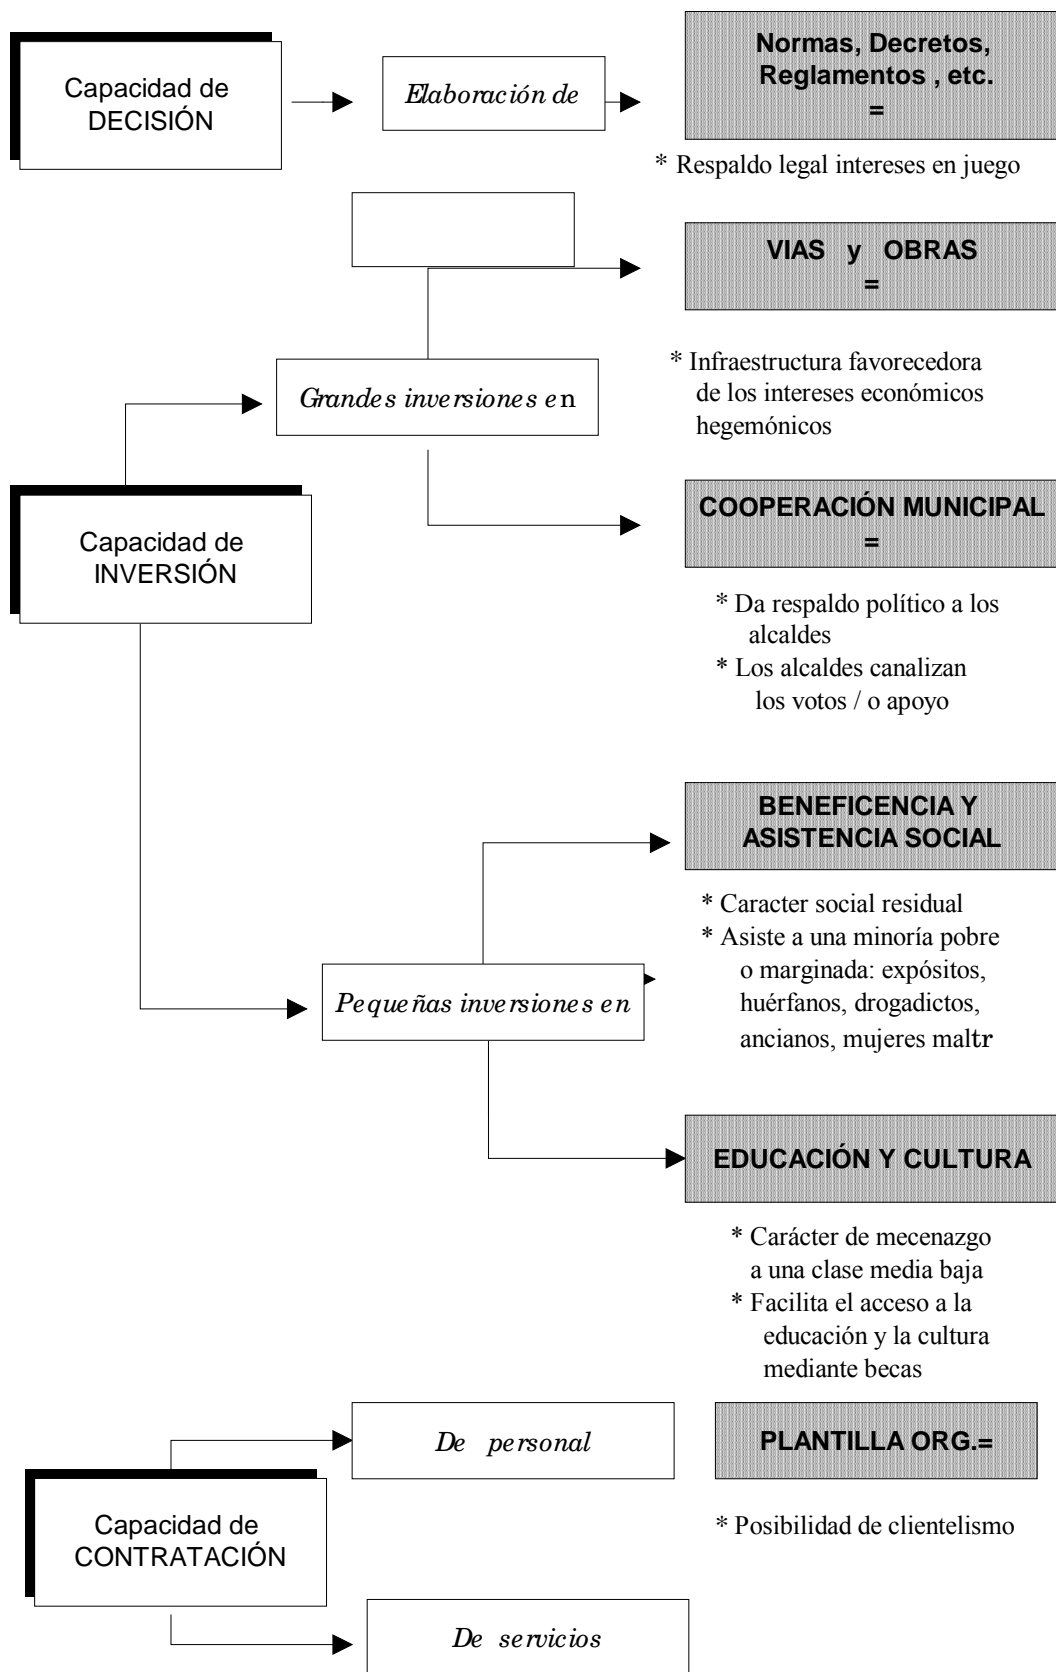 Capacidad de
DECISIÓN
Elaboración de
Normas, Decretos,
Reglamentos , etc.
=
* Respaldo legal intereses en juego
VIAS y OBRAS
=
* Infraestructura favorecedora
de los intereses económicos
hegemónicos
Grandes inversiones en
Capacidad de
INVERSIÓN
COOPERACIÓN MUNICIPAL
=
* Da respaldo político a los
alcaldes
* Los alcaldes canalizan
los votos / o apoyo
BENEFICENCIA Y
ASISTENCIA SOCIAL
* Caracter social residual
* Asiste a una minoría pobre
o marginada: expósitos,
huérfanos, drogadictos,
ancianos, mujeres maltr
Pequeñas inversiones en
EDUCACIÓN Y CULTURA
* Carácter de mecenazgo
a una clase media baja
* Facilita el acceso a la
educación y la cultura
mediante becas
De personal
PLANTILLA ORG.=
* Posibilidad de clientelismo
Capacidad de
CONTRATACIÓN
De servicios